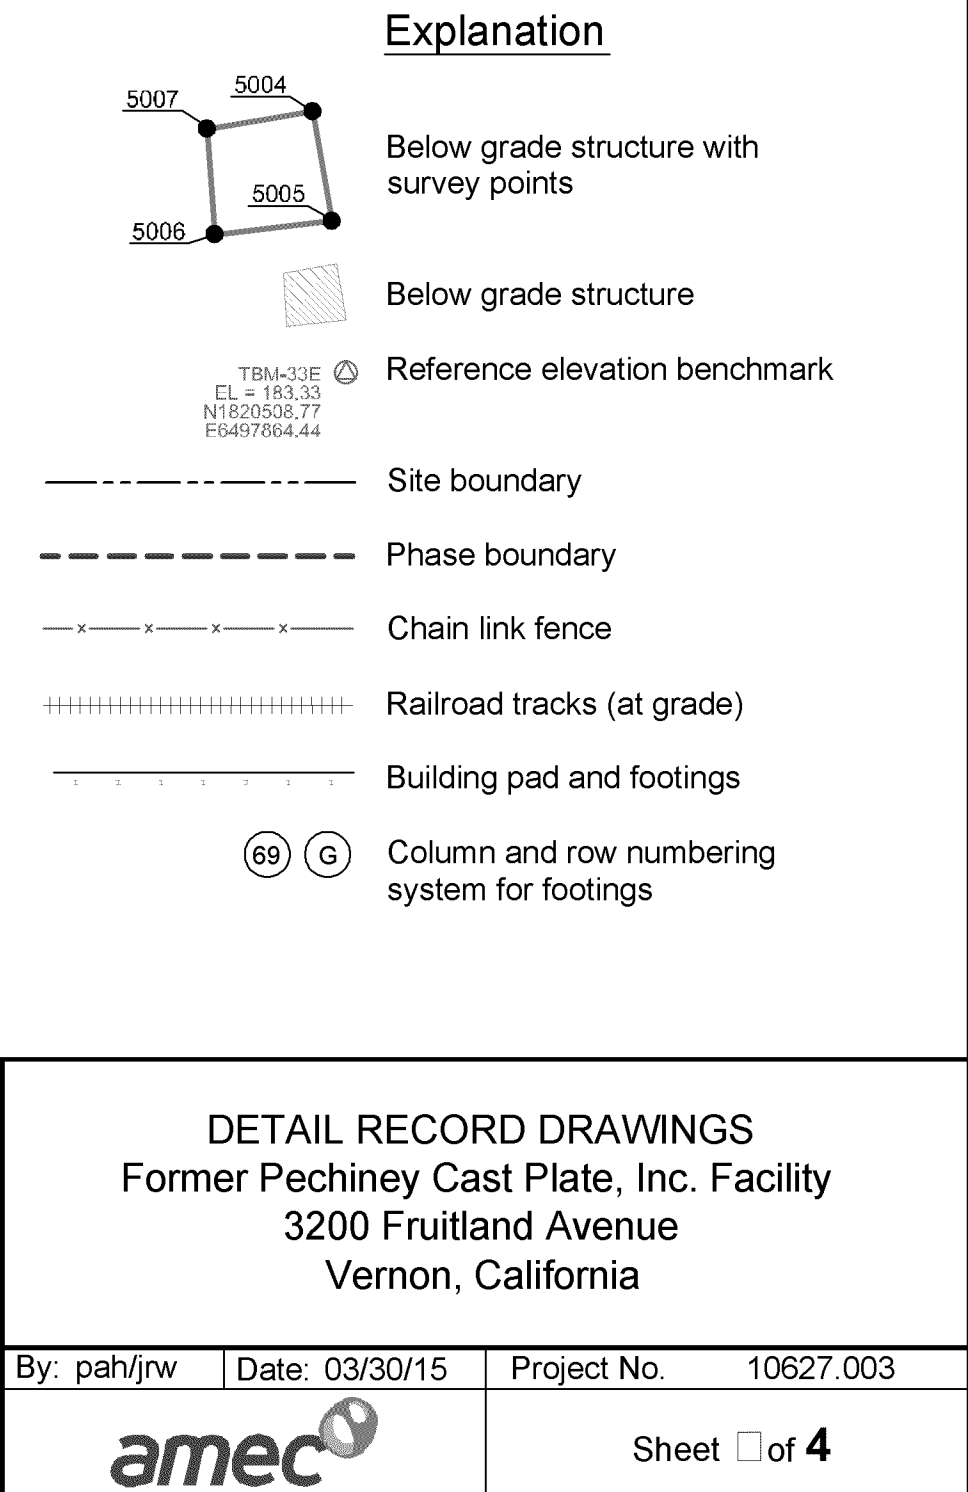 Explanation
5007
5004
5005
5006
Below grade structure with
survey points
Below grade structure
TBM-33E
EL = 183.33
N1820508.77
E6497864.44
Reference elevation benchmark
Site boundary
Phase boundary
Chain link fence
Railroad tracks (at grade)
Building pad and footings
69 G
Column and row numbering
system for footings
DETAIL RECORD DRAWINGS
Former Pechiney Cast Plate, Inc. Facility
3200 Fruitland Avenue
Vernon, California
By: pah/jrw
Date: 03/30/15
Project No. 10627.003
amec
Sheet □ of 4